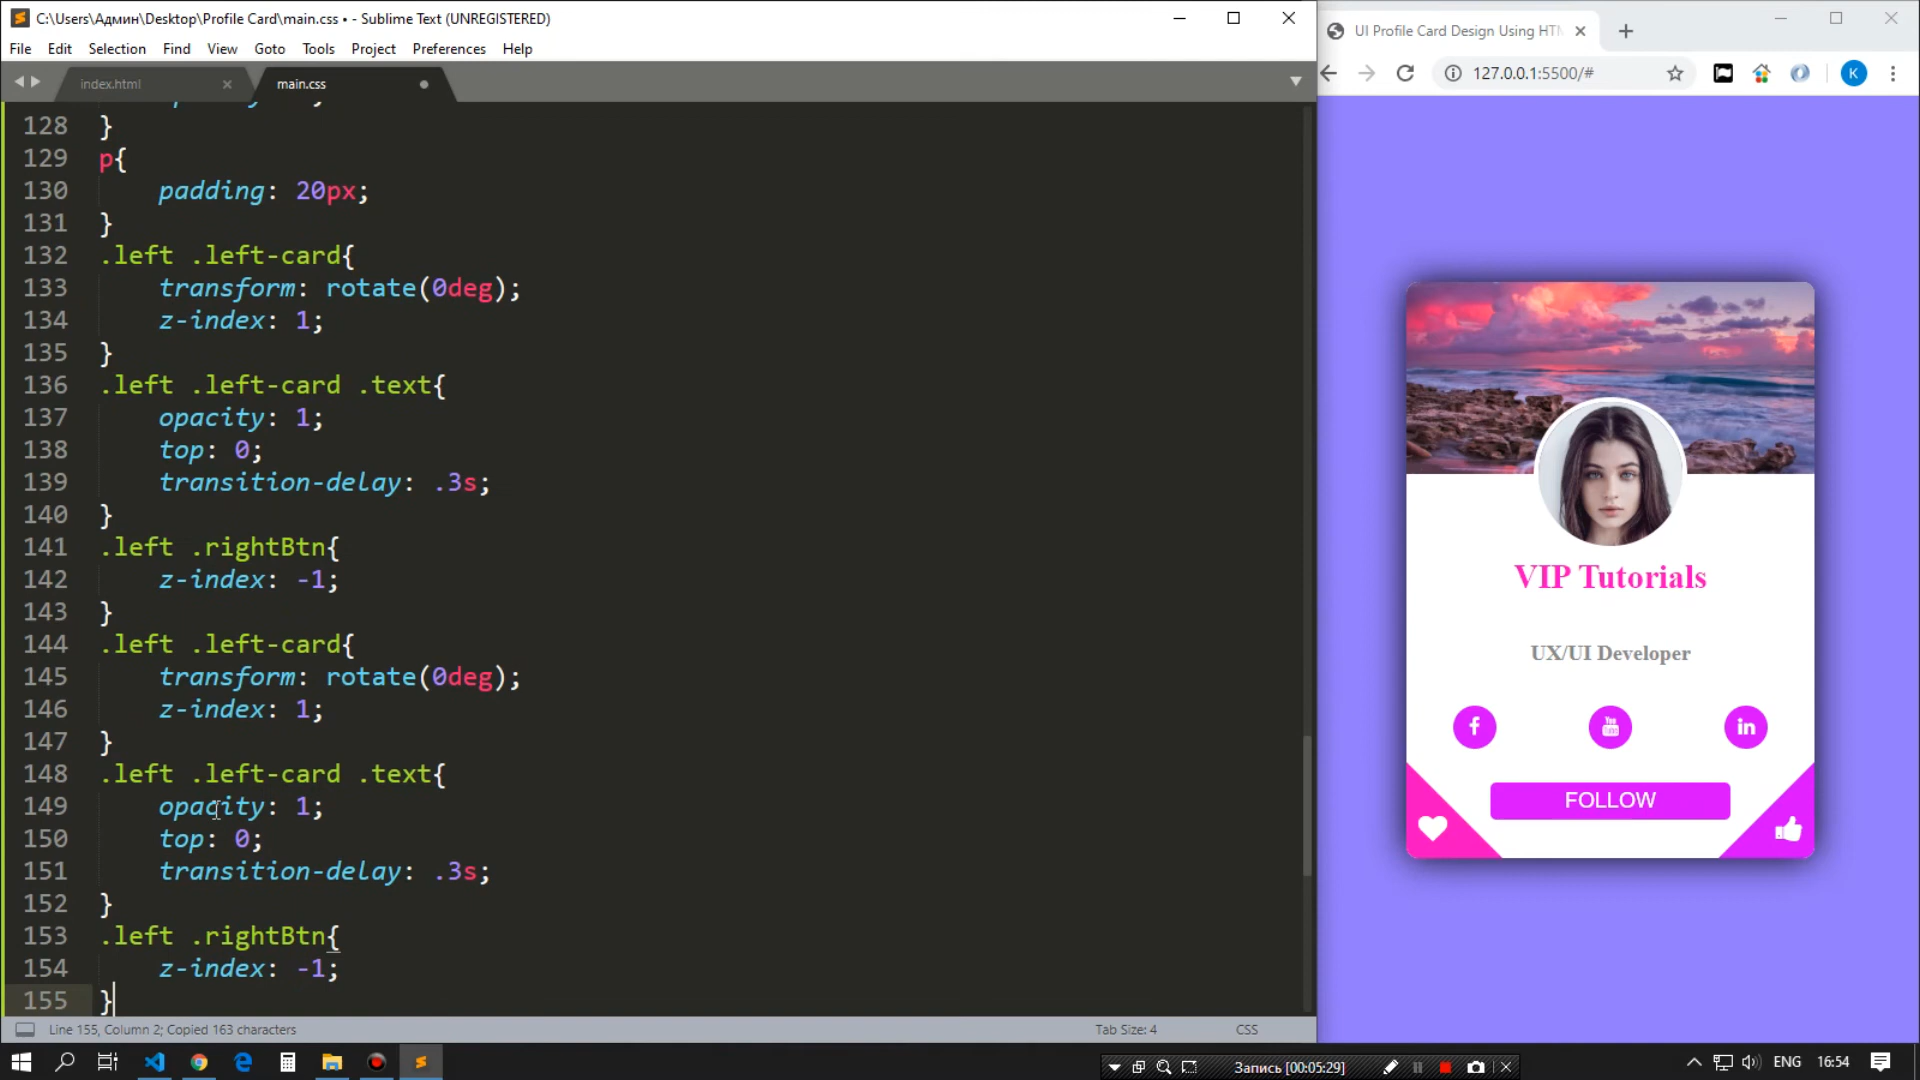 C:\Users\Админ\Desktop\Profile Card\main.css • - Sublime Text (UNREGISTERED)
File Edit Selection Find View Goto Tools Project Preferences Help
index.html
main.css
128 }
129 p{
130 padding: 20px;
131 }
132 .left .left-card{
133 transform: rotate(0deg);
134 z-index: 1;
135 }
136 .left .left-card .text{
137 opacity: 1;
138 top: 0;
139 transition-delay: .3s;
140 }
141 .left .rightBtn{
142 z-index: -1;
143 }
144 .left .left-card{
145 transform: rotate(0deg);
146 z-index: 1;
147 }
148 .left .left-card .text{
149 opacity: 1;
150 top: 0;
151 transition-delay: .3s;
152 }
153 .left .rightBtn{
154 z-index: -1;
155 }
Line 155, Column 2; Copied 163 characters
Tab Size: 4
CSS
UI Profile Card Design Using HTM
127.0.0.1:5500/#
K
VIP Tutorials
UX/UI Developer
f
You
in
FOLLOW
Запись [00:05:29]
ENG
16:54